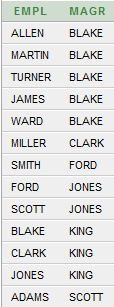 EMPL MAGR
ALLEN BLAKE
MARTIN BLAKE
TURNER BLAKE
JAMES BLAKE
WARD BLAKE
MILLER CLARK
SMITH FORD
FORD JONES
SCOTT JONES
BLAKE KING
CLARK KING
JONES KING
ADAMS SCOTT